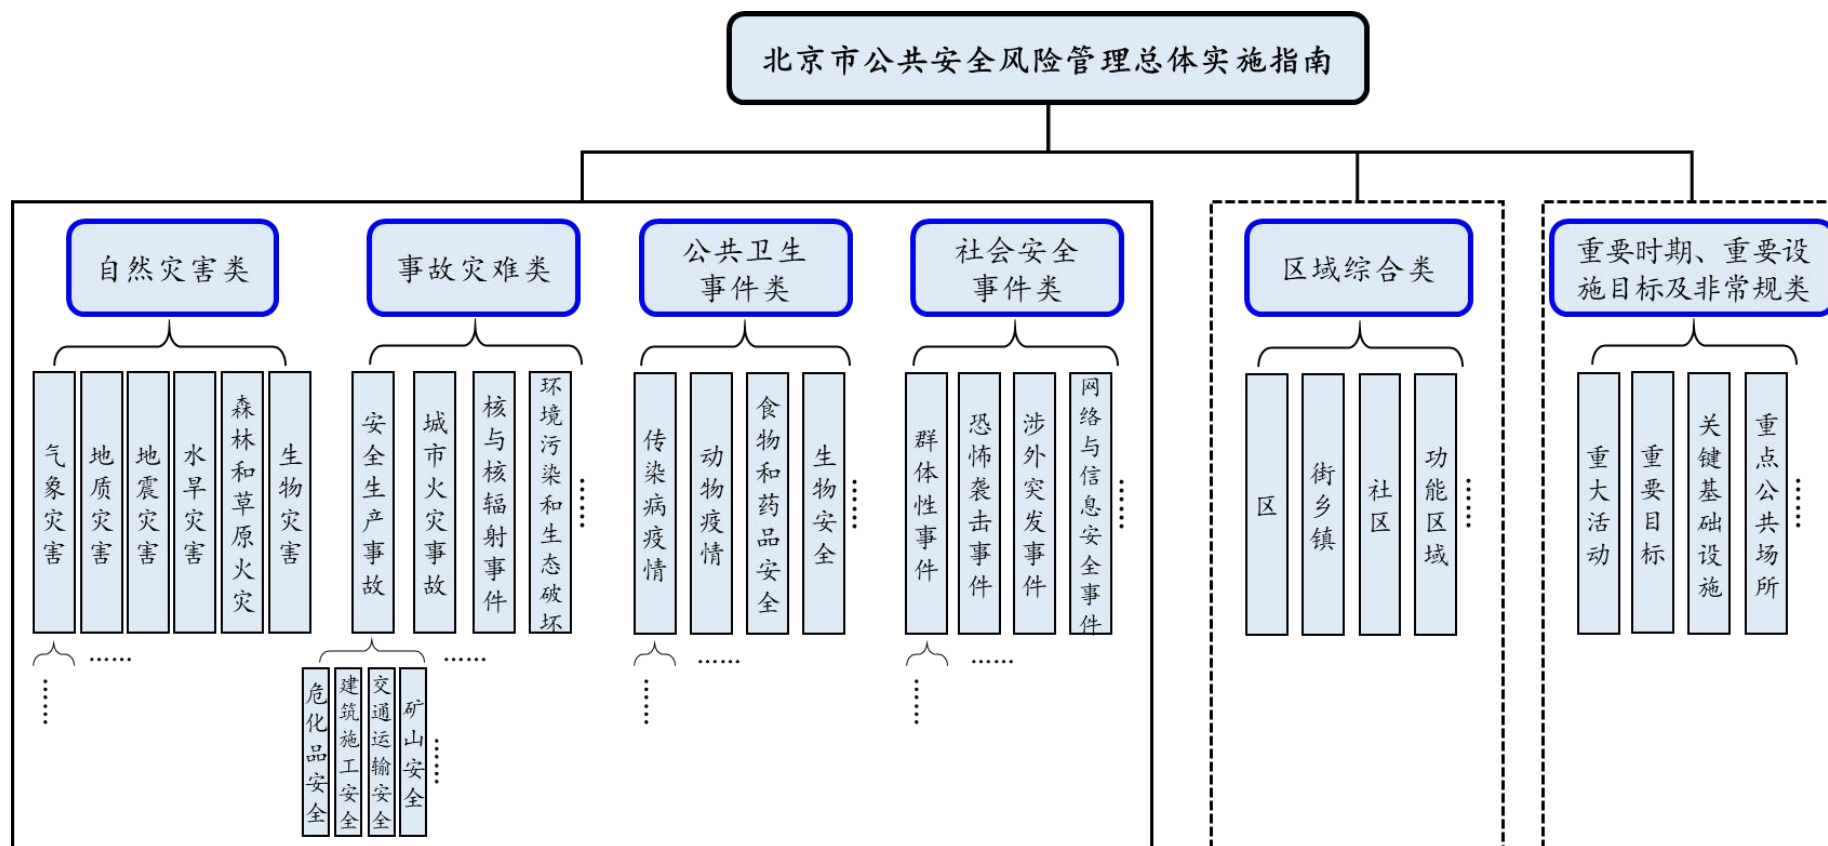 北京市公共安全风险管理总体实施指南
自然灾害类
事故灾难类
公共卫生
事件类
社会安全
事件类
区域综合类
重要时期、重要设
施目标及非常规类
气象灾害
地质灾害
地震灾害
水旱灾害
森林和草原火灾
生物灾害
安全生产事故
城市火灾事故
核与核辐射事件
环境污染和生态破坏
……
传染病疫情
动物疫情
食物和药品安全
生物安全
……
群体性事件
恐怖袭击事件
涉外突发事件
网络与信息安全事件
……
区
街乡镇
社区
功能区域
……
重大活动
重要目标
关键基础设施
重点公共场所
……
……
……
……
……
……
……
……
危化品安全
建筑施工安全
交通运输安全
矿山安全
……